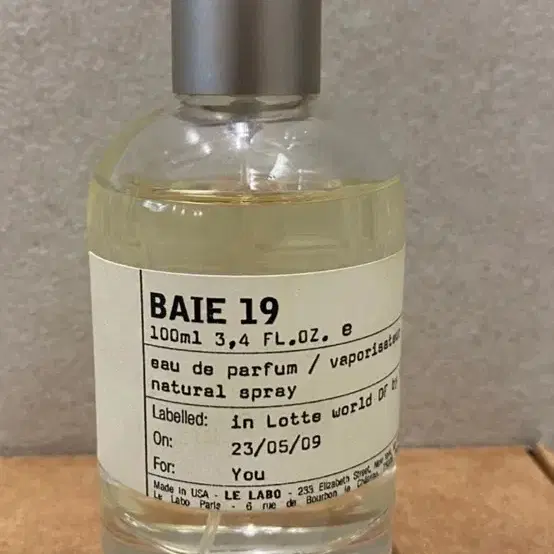 BAIE 19
100ml 3,4 FL.OZ. e
eau de parfum / vaporisateur
natural spray
Labelled: in Lotte world DF
On: 23/05/09
For: You
Made in USA - LE LABO - 233 Elizabeth Street, New
Le Labo Paris - 6 rue de Bourbon le Château,